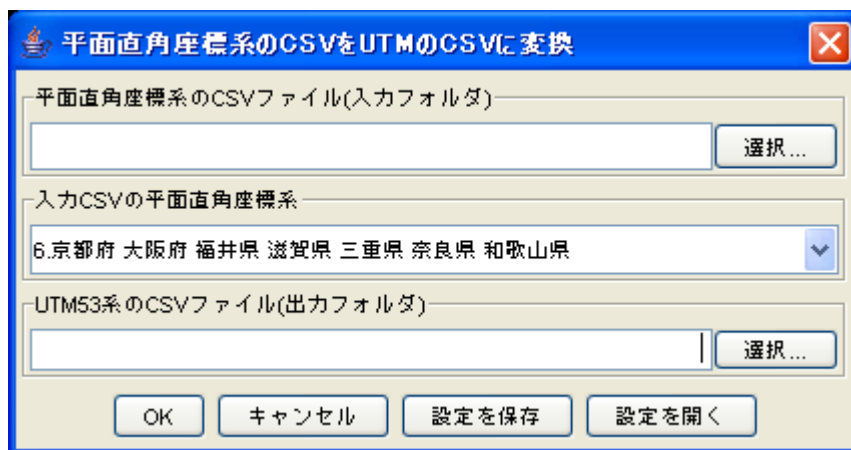 平面直角座標系のCSVをUTMのCSVに変換
平面直角座標系のCSVファイル(入力フォルダ)
選択...
入力CSVの平面直角座標系
6.京都府 大阪府 福井県 滋賀県 三重県 奈良県 和歌山県
UTM53系のCSVファイル(出力フォルダ)
選択...
OK キャンセル 設定を保存 設定を開く